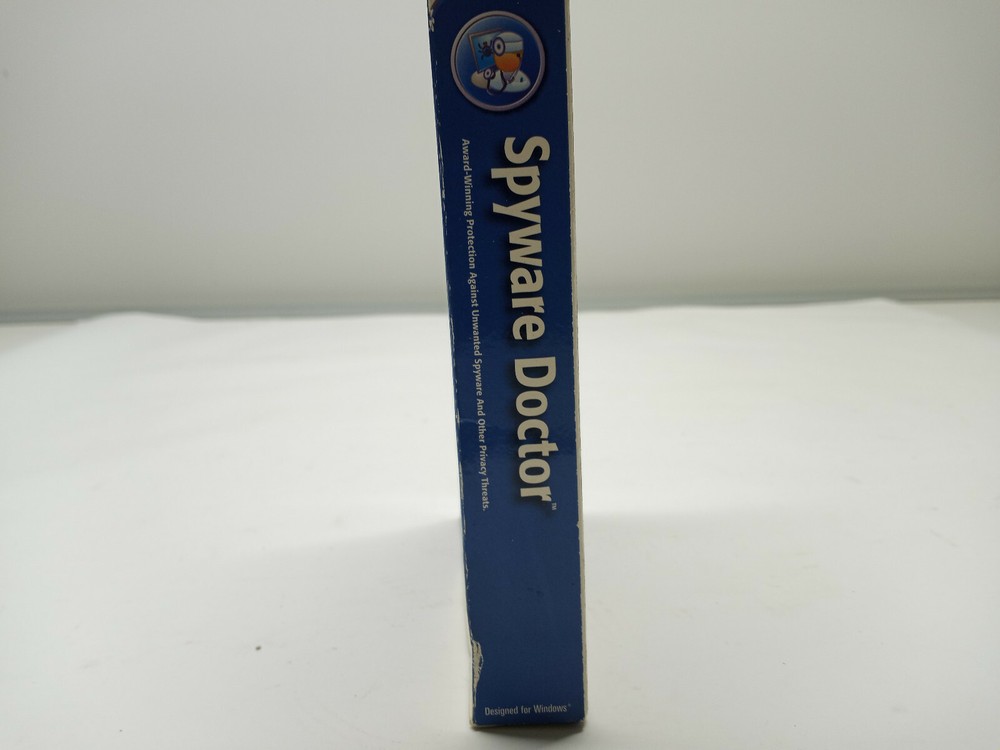 Spyware Doctor™
Award-Winning Protection Against Unwanted Spyware And Other Privacy Threats.
Designed for Windows®